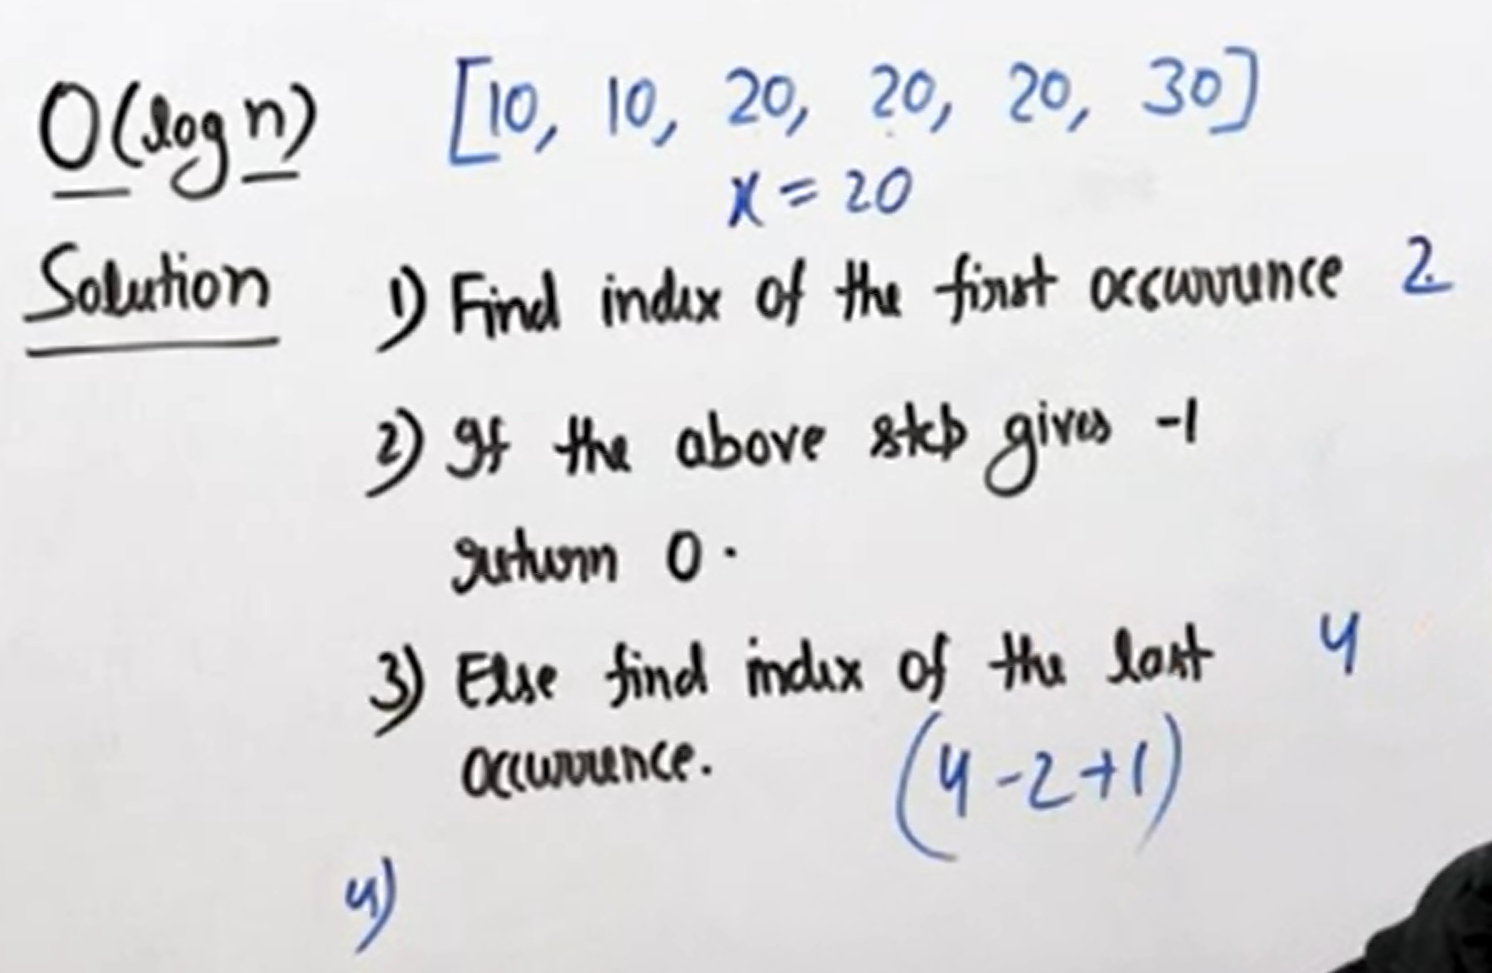 O(log n) [10, 10, 20, 20, 20, 30]
x = 20
Solution 1) Find index of the first occurrence 2
2) If the above step gives -1
return 0.
3) Else find index of the last 4
occurrence. (4-2+1)
4)